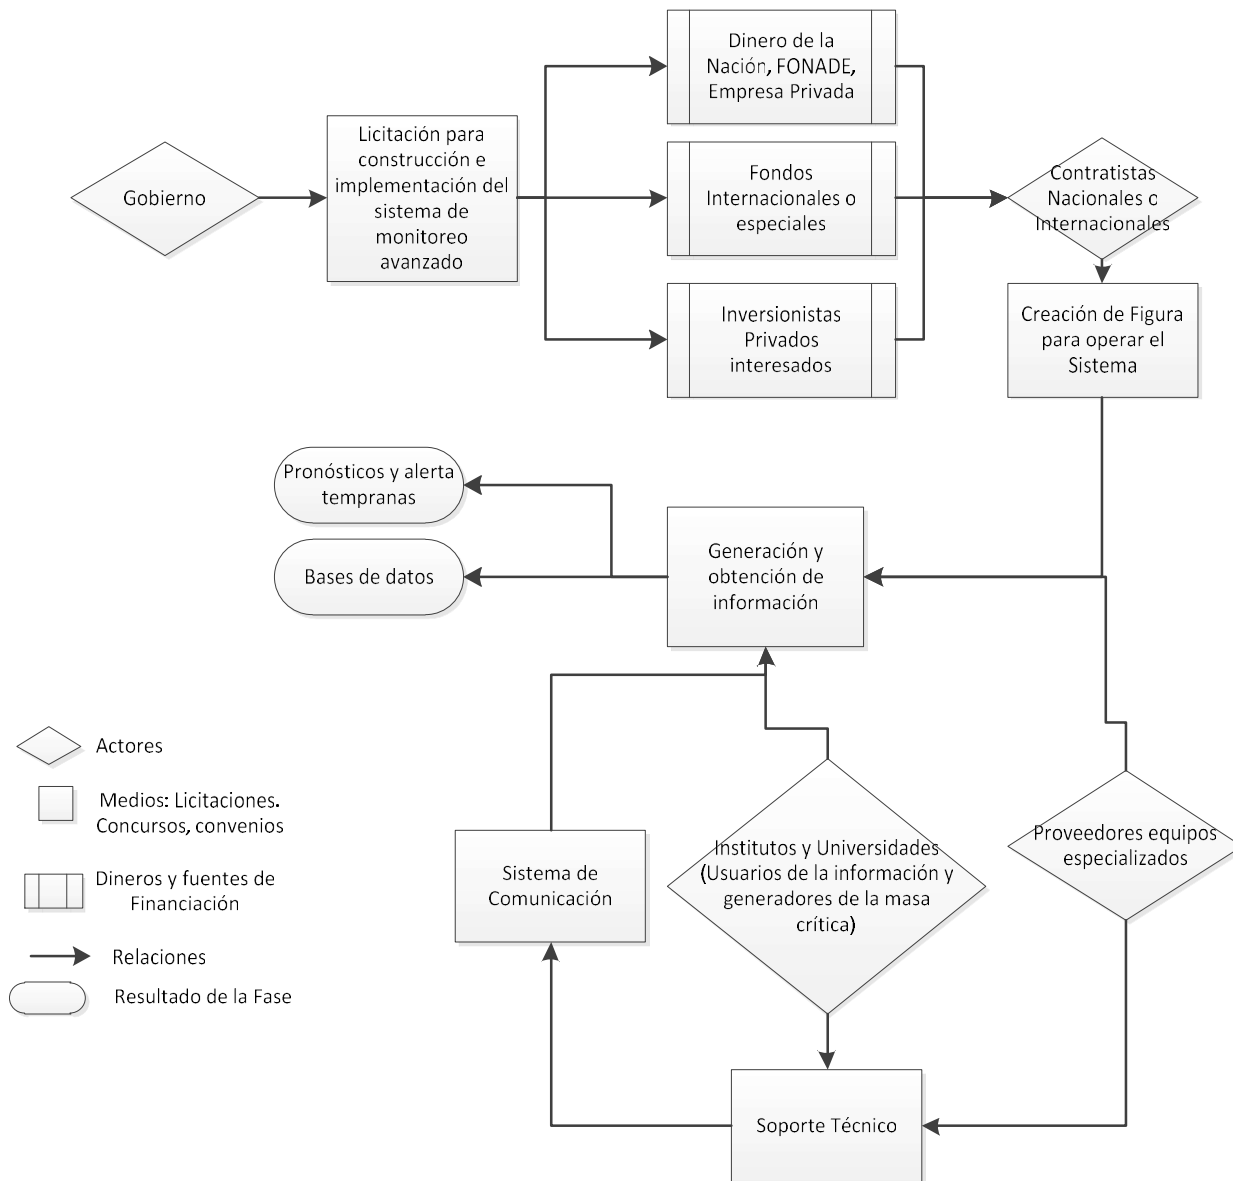 Dinero de la
Nación, FONADE,
Empresa Privada
Gobierno
Licitación para
construcción e
implementación del
sistema de
monitoreo
avanzado
Fondos
Internacionales o
especiales
Contratistas
Nacionales o
Internacionales
Inversionistas
Privados
interesados
Creación de Figura
para operar el
Sistema
Pronósticos y alerta
tempranas
Bases de datos
Generación y
obtención de
información
Actores
Medios: Licitaciones.
Concursos, convenios
Dineros y fuentes de
Financiación
Relaciones
Resultado de la Fase
Sistema de
Comunicación
Institutos y Universidades
(Usuarios de la información y
generadores de la masa
crítica)
Proveedores equipos
especializados
Soporte Técnico